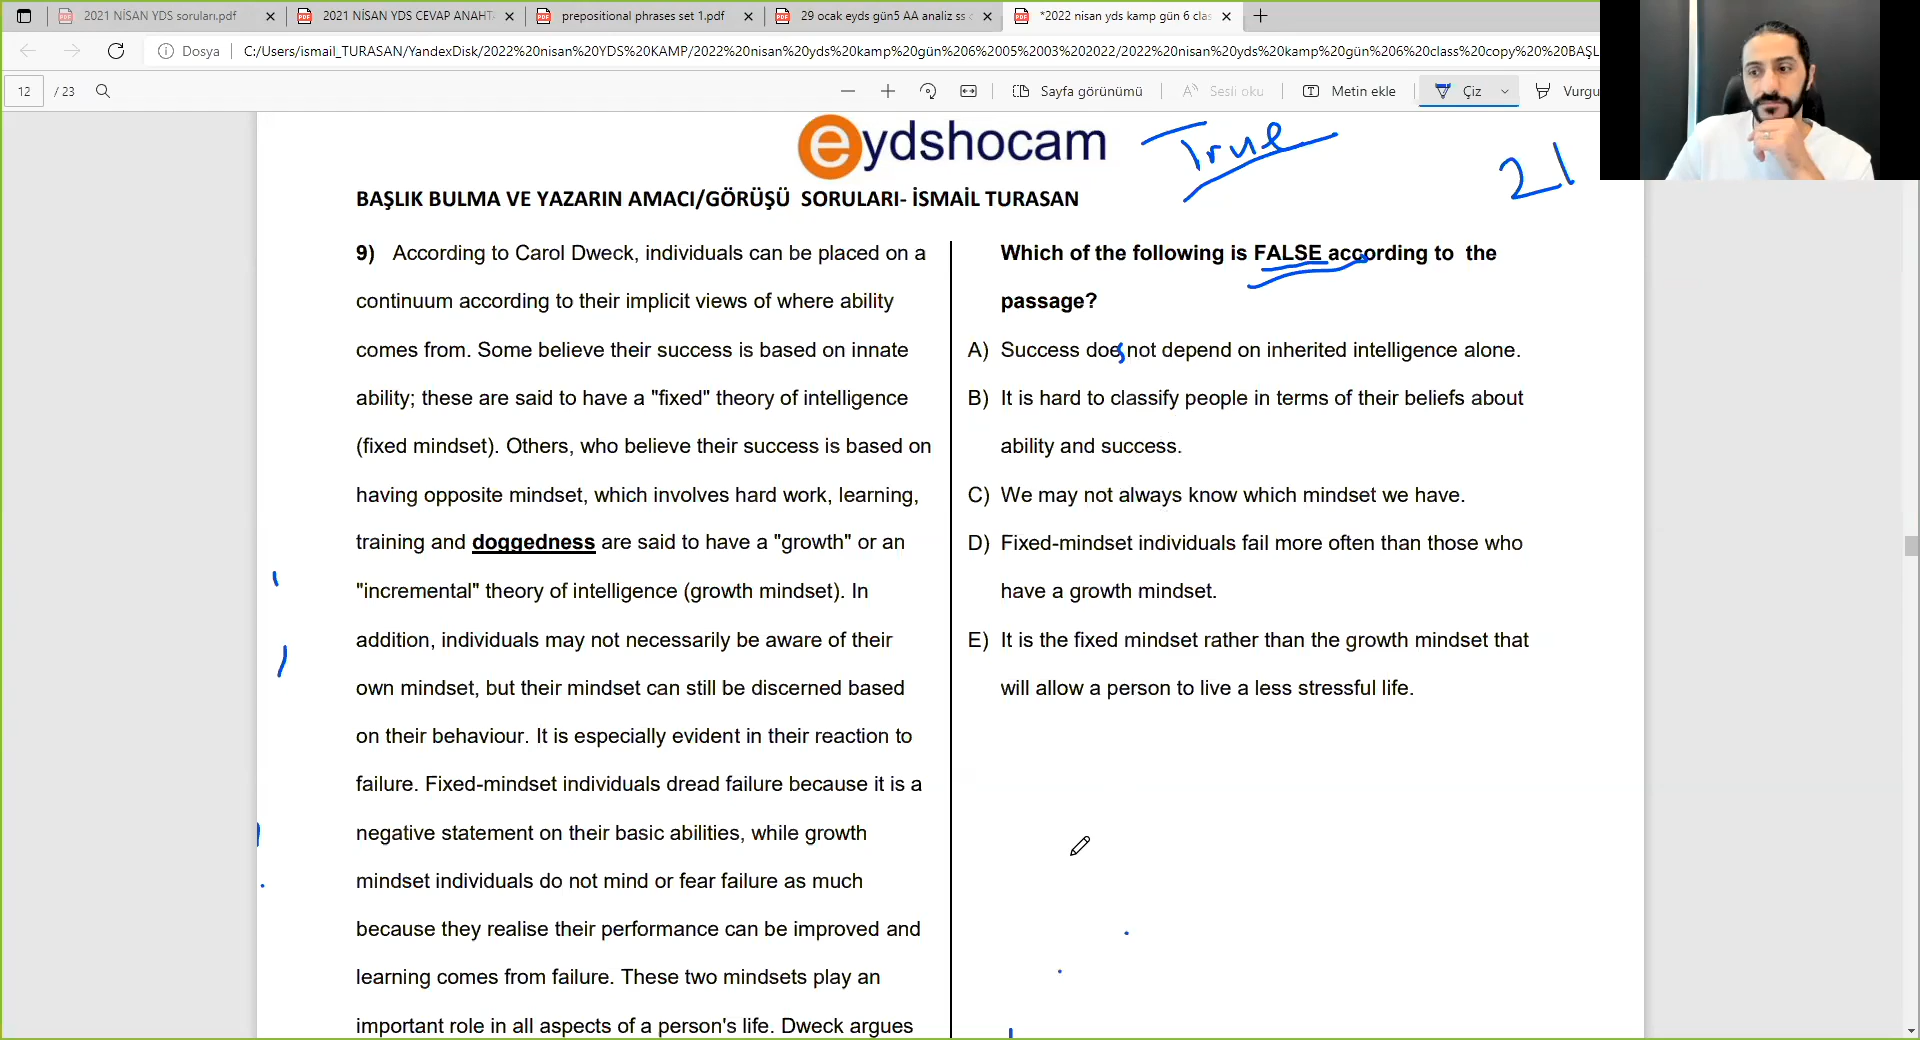 2021 NİSAN YDS soruları.pdf
2021 NİSAN YDS CEVAP ANAHT
prepositional phrases set 1.pdf
29 ocak eyds gün5 AA analiz ss c
*2022 nisan yds kamp gün 6 clas
Dosya
C:/Users/ismail_TURASAN/YandexDisk/2022%20nisan%20YDS%20KAMP/2022%20nisan%20yds%20kamp%20gün%206%2005%2003%202022/2022%20nisan%20yds%20kamp%20gün%206%20class%20copy%20%20BAŞL
12 / 23
Sayfa görünümü
Sesli oku
Metin ekle
Çiz
Vurgu
eydshocam
True
21
BAŞLIK BULMA VE YAZARIN AMACI/GÖRÜŞÜ SORULARI- İSMAİL TURASAN
9) According to Carol Dweck, individuals can be placed on a
continuum according to their implicit views of where ability
comes from. Some believe their success is based on innate
ability; these are said to have a "fixed" theory of intelligence
(fixed mindset). Others, who believe their success is based on
having opposite mindset, which involves hard work, learning,
training and doggedness are said to have a "growth" or an
"incremental" theory of intelligence (growth mindset). In
addition, individuals may not necessarily be aware of their
own mindset, but their mindset can still be discerned based
on their behaviour. It is especially evident in their reaction to
failure. Fixed-mindset individuals dread failure because it is a
negative statement on their basic abilities, while growth
mindset individuals do not mind or fear failure as much
because they realise their performance can be improved and
learning comes from failure. These two mindsets play an
important role in all aspects of a person's life. Dweck argues
Which of the following is FALSE according to the
passage?
A) Success does not depend on inherited intelligence alone.
B) It is hard to classify people in terms of their beliefs about
ability and success.
C) We may not always know which mindset we have.
D) Fixed-mindset individuals fail more often than those who
have a growth mindset.
E) It is the fixed mindset rather than the growth mindset that
will allow a person to live a less stressful life.